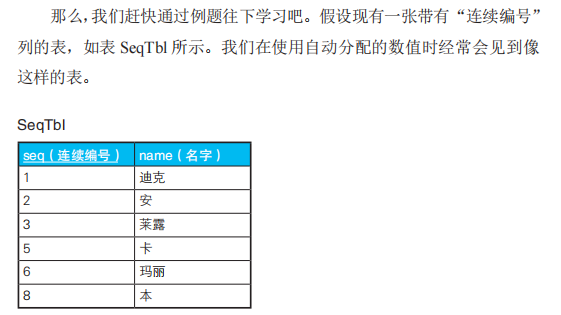 那么,我们赶快通过例题往下学习吧。假设现有一张带有“连续编号”
列的表，如表 SeqTbl 所示。我们在使用自动分配的数值时经常会见到像
这样的表。
SeqTbl
seq（连续编号） name（名字）
1 迪克
2 安
3 莱露
5 卡
6 玛丽
8 本